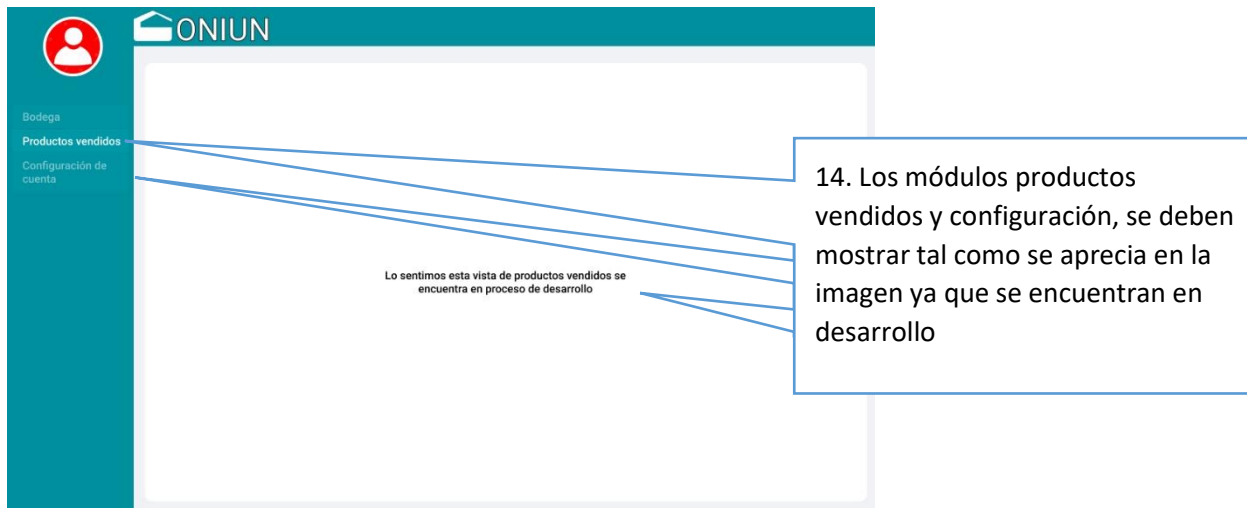 ONIUN
Bodega
Productos vendidos
Configuración de
cuenta
Lo sentimos esta vista de productos vendidos se
encuentra en proceso de desarrollo
14. Los módulos productos
vendidos y configuración, se deben
mostrar tal como se aprecia en la
imagen ya que se encuentran en
desarrollo